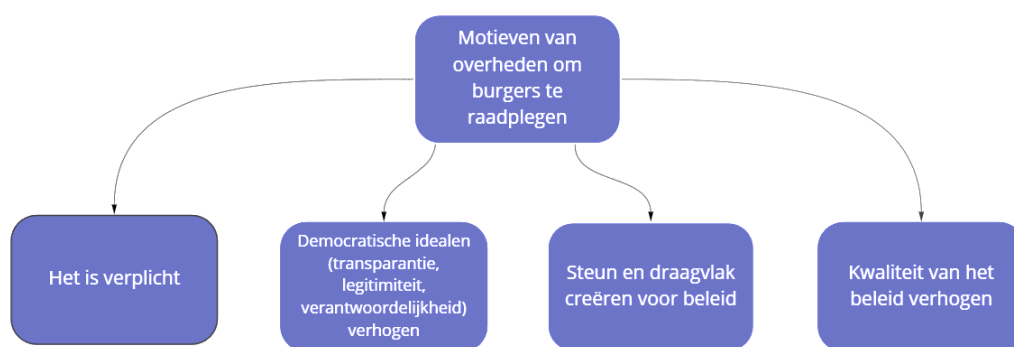 Motieven van
overheden om
burgers te
raadplegen
Het is verplicht
Democratische idealen
(transparantie,
legitimiteit,
verantwoordelijkheid)
verhogen
Steun en draagvlak
creëren voor beleid
Kwaliteit van het
beleid verhogen